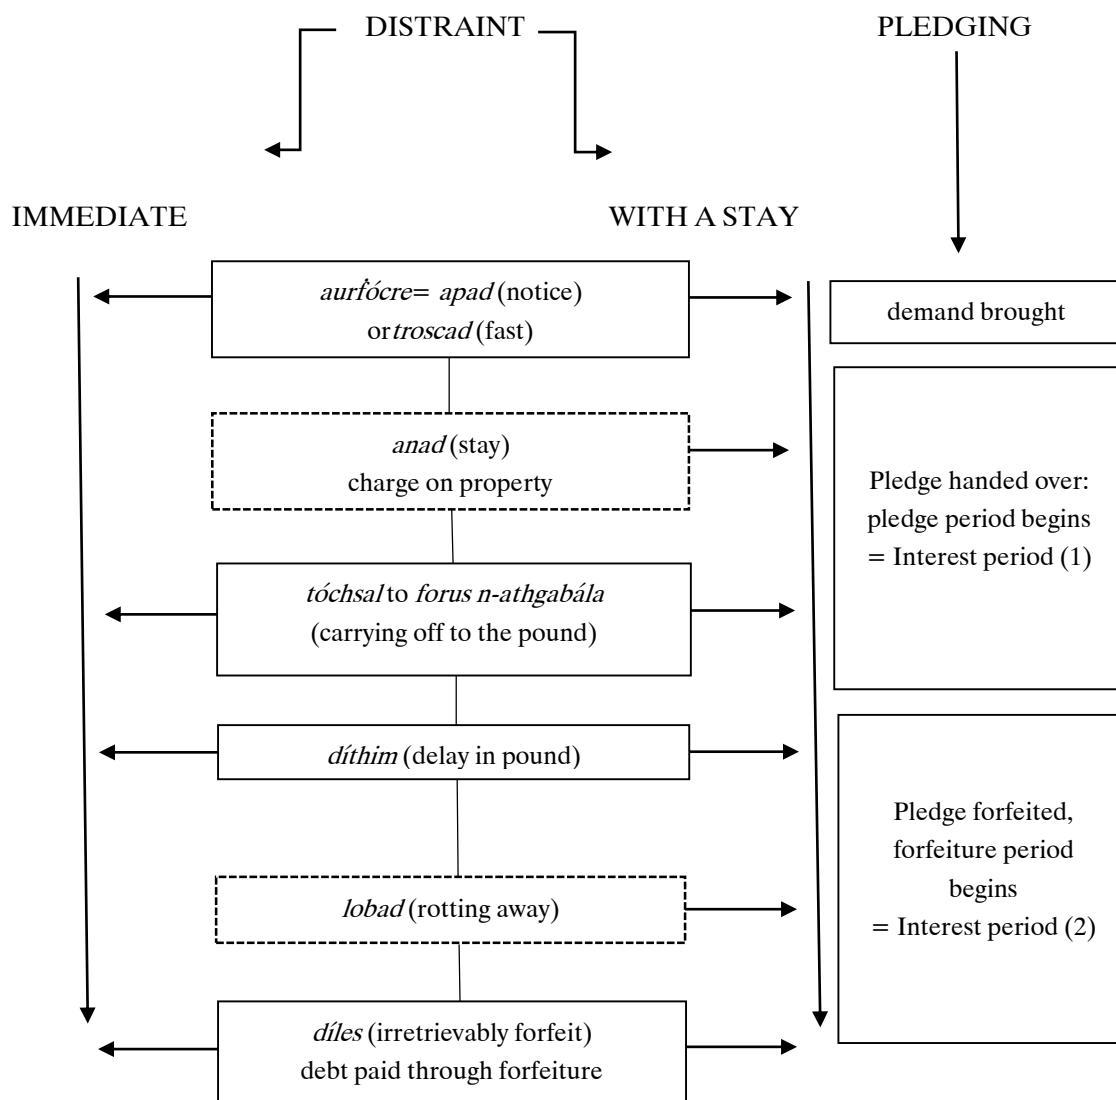 DISTRAINT
PLEDGING
IMMEDIATE
WITH A STAY
aurḟócre= apad (notice)
or troscad (fast)
demand brought
anad (stay)
charge on property
Pledge handed over:
pledge period begins
= Interest period (1)
tóchsal to forus n-athgabála
(carrying off to the pound)
díthim (delay in pound)
Pledge forfeited,
forfeiture period
begins
= Interest period (2)
lobad (rotting away)
díles (irretrievably forfeit)
debt paid through forfeiture